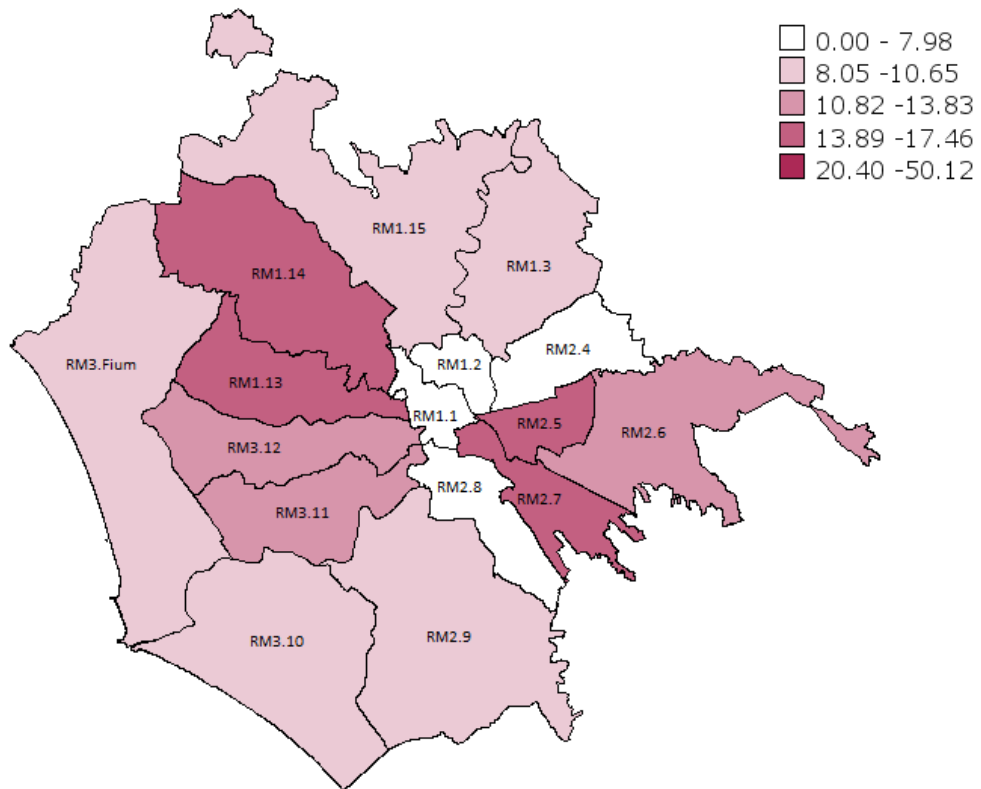 0.00 - 7.98
8.05 -10.65
10.82 -13.83
13.89 -17.46
20.40 -50.12
RM1.15
RM1.3
RM1.14
RM2.4
RM3.Fium
RM1.2
RM1.13
RM1.1
RM2.5
RM2.6
RM3.12
RM2.8
RM2.7
RM3.11
RM2.9
RM3.10